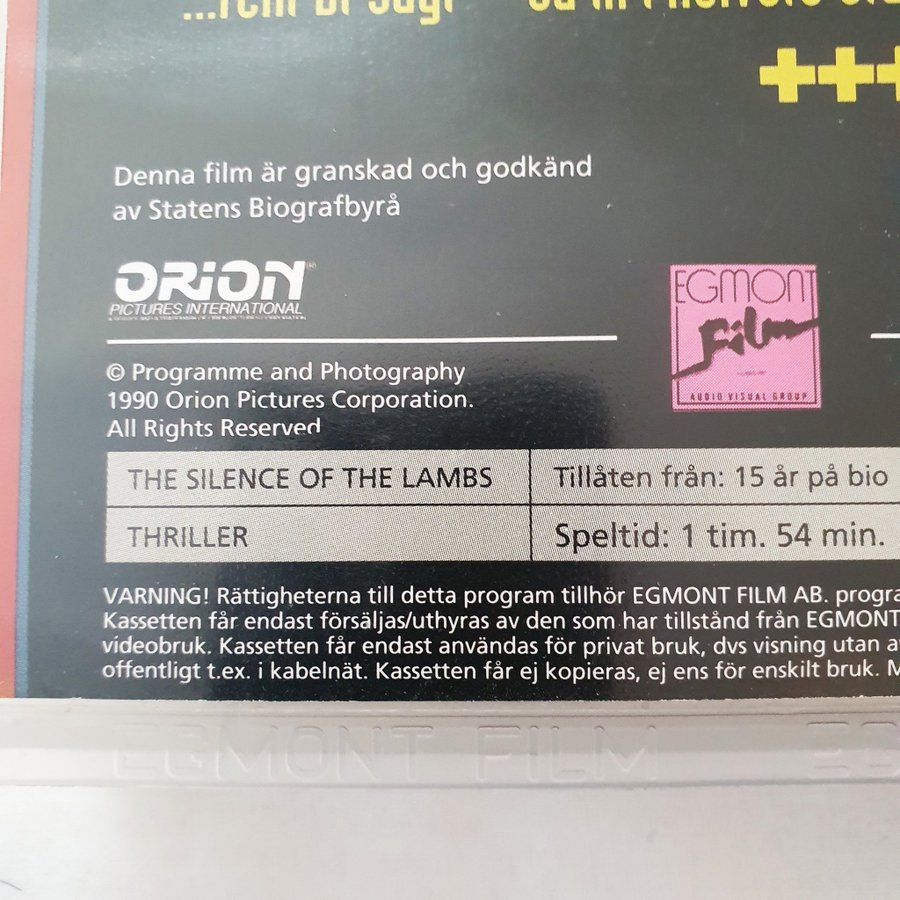 Denna film är granskad och godkänd
av Statens Biografbyrå
+++
ORION®
PICTURES INTERNATIONAL
EGMONT
Film
AUDIO VISUAL GROUP
© Programme and Photography
1990 Orion Pictures Corporation.
All Rights Reserved
THE SILENCE OF THE LAMBS
Tillåten från: 15 år på bio
THRILLER
Speltid: 1 tim. 54 min.
VARNING! Rättigheterna till detta program tillhör EGMONT FILM AB. progra
Kassetten får endast försäljas/uthyras av den som har tillstånd från EGMONT
videobruk. Kassetten får endast användas för privat bruk, dvs visning utan a
offentligt t.ex. i kabelnät. Kassetten får ej kopieras, ej ens för enskilt bruk. M
EGMONT FILM EG